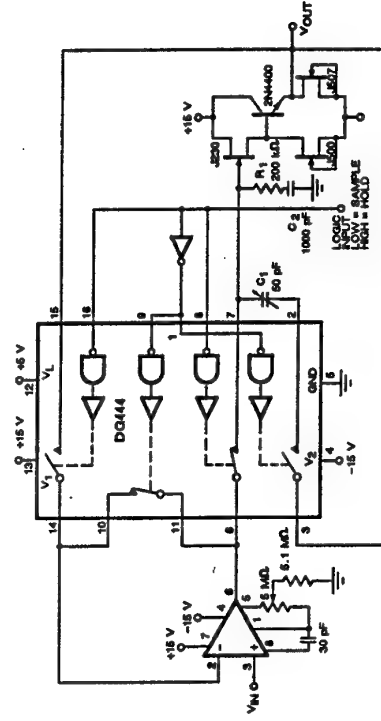 VOUT
+15 V
2N4400
J230
J507
J500
R1
200 kΩ
C2
1000 pF
LOGIC
INPUT
LOW = SAMPLE
HIGH = HOLD
15
16
9
1
8
7
2
C1
50 pF
+5 V
12
VL
+15 V
13
V1
DG444
GND
5
V2
4
-15 V
14
10
11
6
3
+15 V
-15 V
7
4
2
6
3
5
1
8
5 MΩ
5.1 MΩ
30 pF
VIN